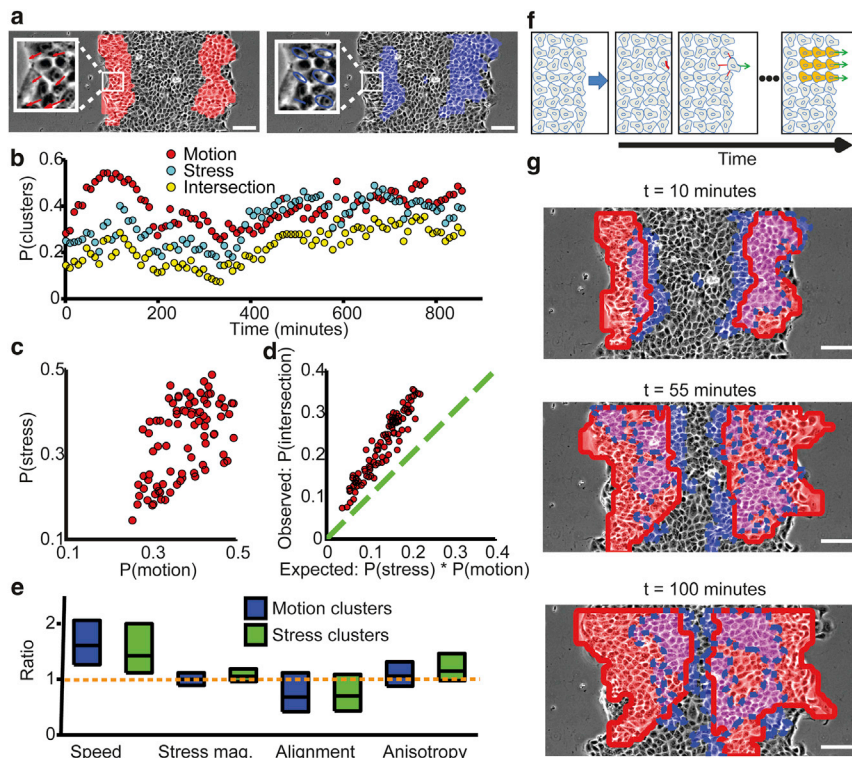 a
b
0.6
0.4
0.2
0
P(clusters)
Motion
Stress
Intersection
0 200 400 600 800
Time (minutes)
c
0.5
0.3
0.1
P(stress)
0.1 0.3 0.5
P(motion)
d
0.4
0.3
0.2
0.1
0
Observed: P(intersection)
0 0.1 0.2 0.3 0.4
Expected: P(stress) * P(motion)
e
2
1
0
Ratio
Motion clusters
Stress clusters
Speed Stress mag. Alignment Anisotropy
f
Time
g
t = 10 minutes
t = 55 minutes
t = 100 minutes